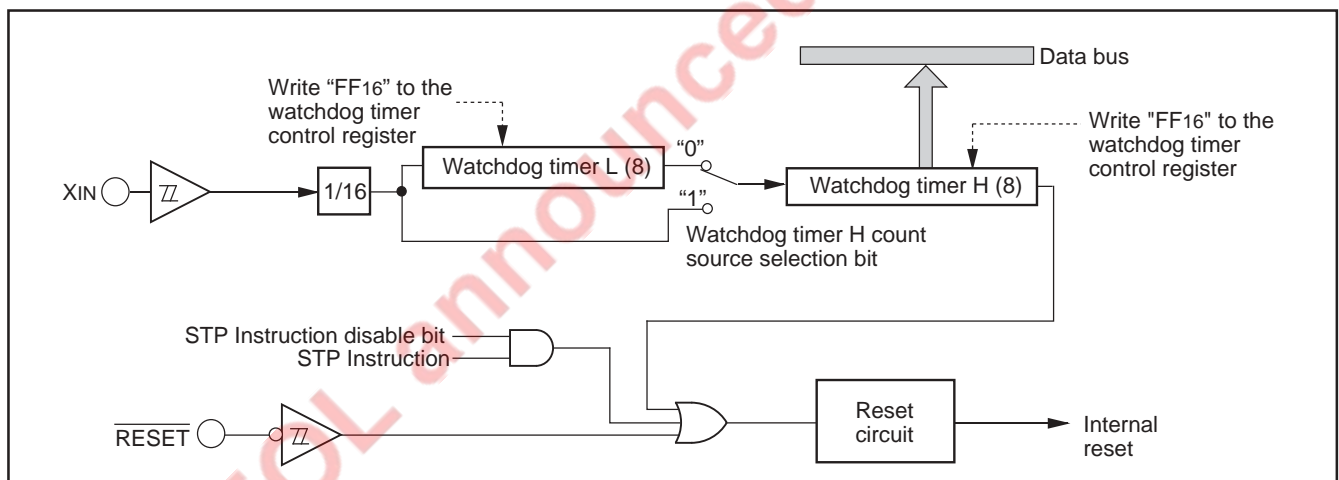 EOL announced
Data bus
Write “FF16” to the
watchdog timer
control register
Write "FF16" to the
watchdog timer
control register
“0”
Watchdog timer L (8)
XIN
1/16
Watchdog timer H (8)
“1”
Watchdog timer H count
source selection bit
STP Instruction disable bit
STP Instruction
RESET
Reset
circuit
Internal
reset